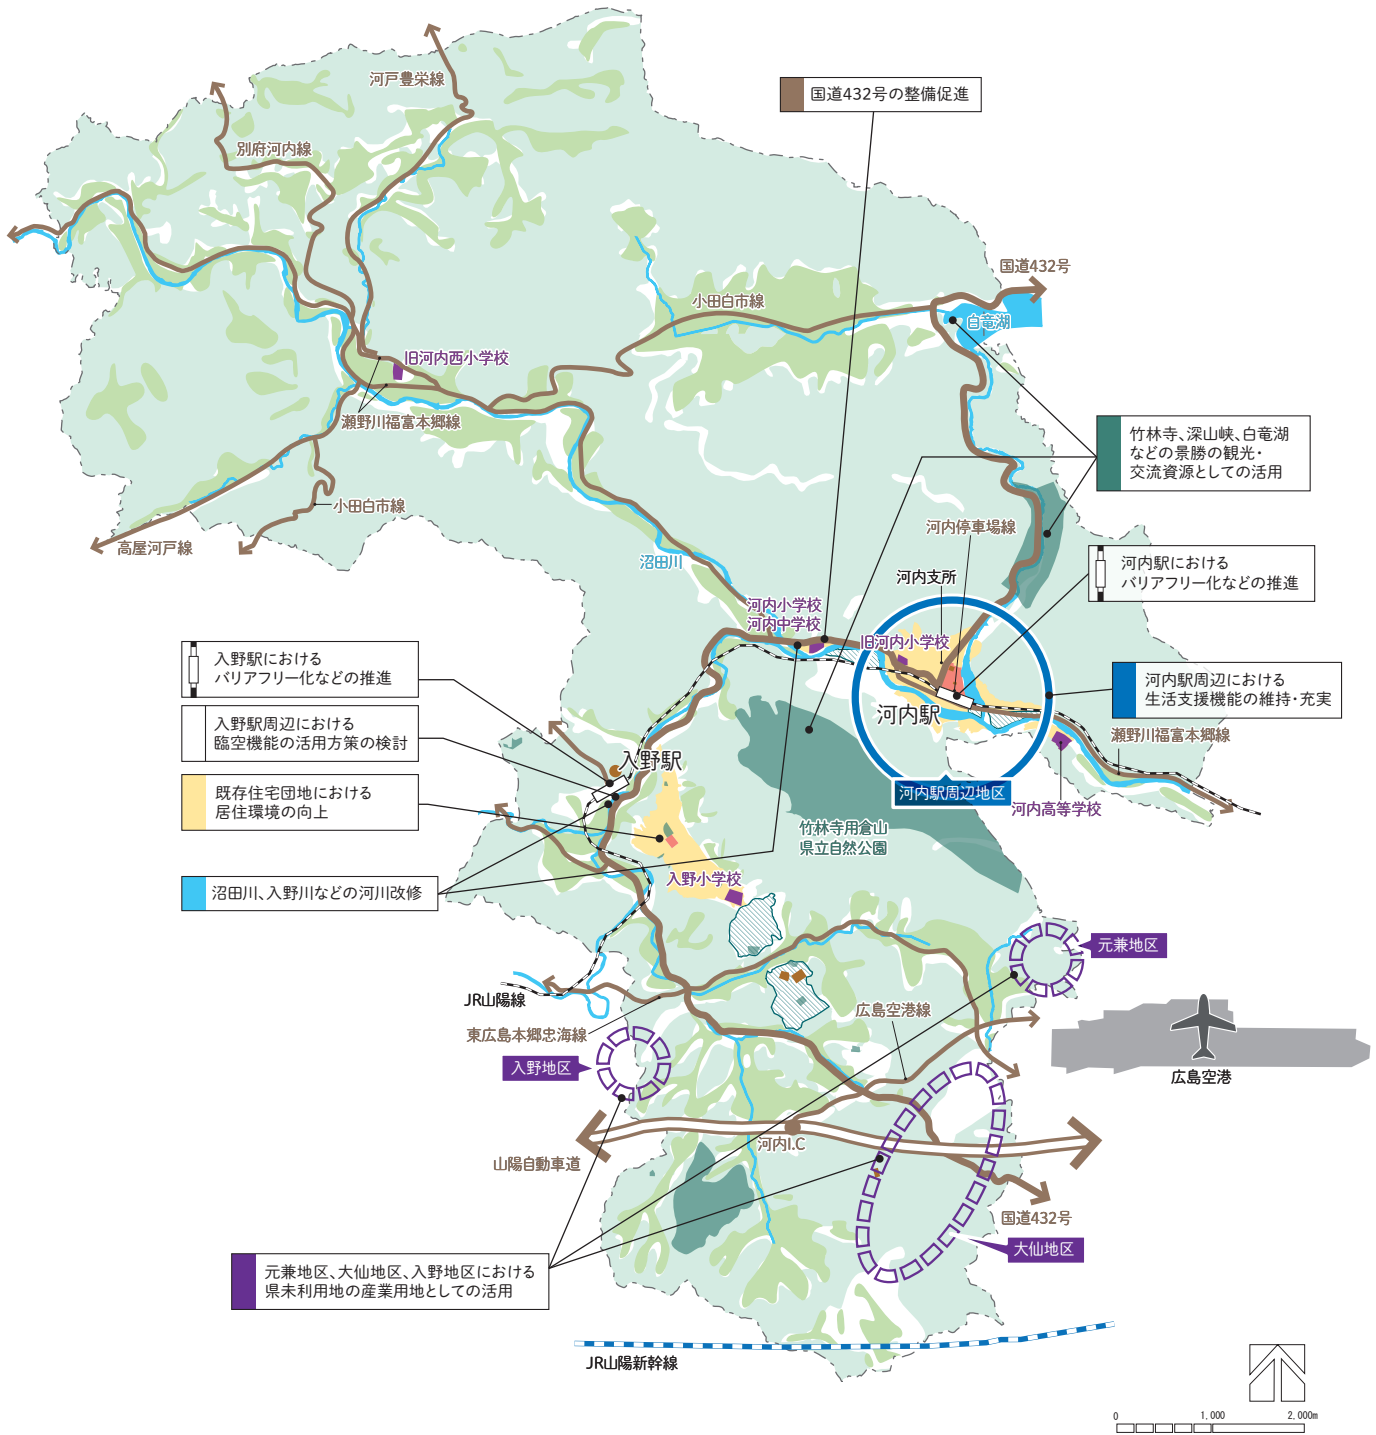 河戸豊栄線
国道432号の整備促進
別府河内線
国道432号
小田白市線
白竜湖
旧河内西小学校
瀬野川福富本郷線
竹林寺、深山峡、白竜湖
などの景勝の観光・
交流資源としての活用
小田白市線
高屋河戸線
河内停車場線
沼田川
河内支所
河内駅における
バリアフリー化などの推進
河内小学校
河内中学校
旧河内小学校
入野駅における
バリアフリー化などの推進
河内駅周辺における
生活支援機能の維持・充実
入野駅周辺における
臨空機能の活用方策の検討
河内駅
瀬野川福富本郷線
入野駅
既存住宅団地における
居住環境の向上
河内駅周辺地区
河内高等学校
竹林寺用倉山
県立自然公園
入野小学校
沼田川、入野川などの河川改修
元兼地区
JR山陽線
広島空港線
東広島本郷忠海線
入野地区
広島空港
河内I.C
山陽自動車道
国道432号
大仙地区
元兼地区、大仙地区、入野地区における
県未利用地の産業用地としての活用
JR山陽新幹線
0 1,000 2,000m